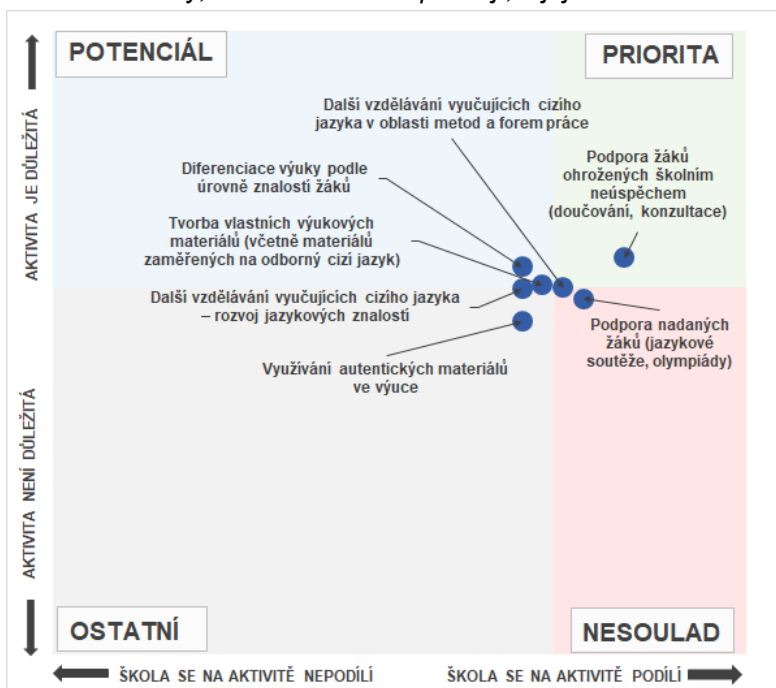 POTENCIÁL
PRIORITA
Další vzdělávání vyučujících cizího
jazyka v oblasti metod a forem práce
Diferenciace výuky podle
úrovně znalostí žáků
Podpora žáků
ohrožených školním
neúspěchem
(doučování, konzultace)
Tvorba vlastních výukových
materiálů (včetně materiálů
zaměřených na odborný cizí jazyk)
Další vzdělávání vyučujících cizího jazyka
– rozvoj jazykových znalostí
Podpora nadaných
žáků (jazykové
soutěže, olympiády)
Využívání autentických materiálů
ve výuce
AKTIVITA JE DŮLEŽITÁ
AKTIVITA NENÍ DŮLEŽITÁ
OSTATNÍ
NESOULAD
ŠKOLA SE NA AKTIVITĚ NEPODÍLÍ
ŠKOLA SE NA AKTIVITĚ PODÍLÍ